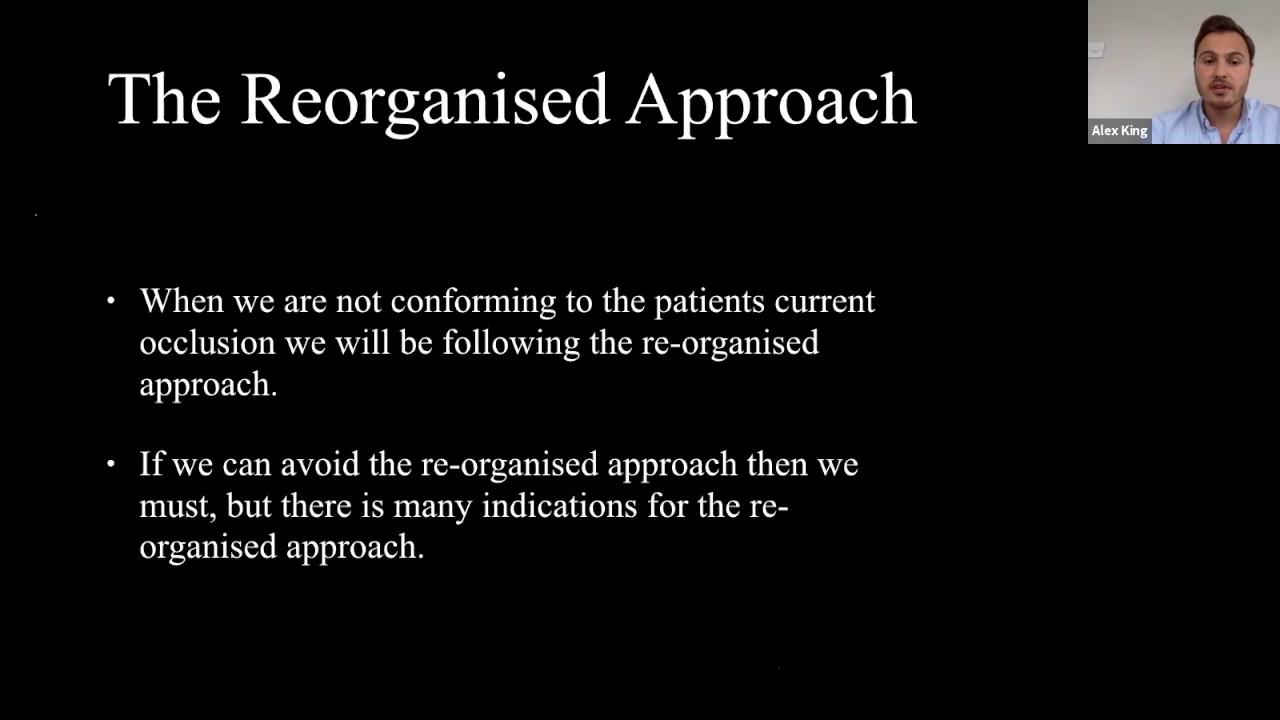 The Reorganised Approach
Alex King
• When we are not conforming to the patients current
occlusion we will be following the re-organised
approach.
• If we can avoid the re-organised approach then we
must, but there is many indications for the re-
organised approach.